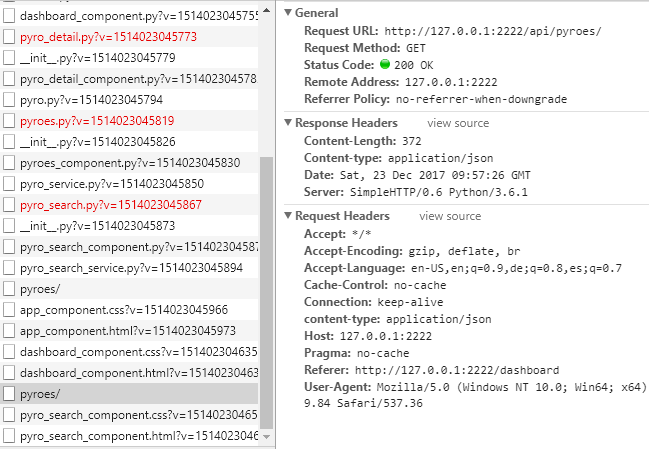 dashboard_component.py?v=1514023045755
pyro_detail.py?v=1514023045773
__init__.py?v=1514023045779
pyro_detail_component.py?v=151402304578
pyro.py?v=1514023045794
pyroes.py?v=1514023045819
__init__.py?v=1514023045826
pyroes_component.py?v=1514023045830
pyro_service.py?v=1514023045850
pyro_search.py?v=1514023045867
__init__.py?v=1514023045873
pyro_search_component.py?v=15140230458
pyro_search_service.py?v=1514023045894
pyroes/
app_component.css?v=1514023045966
app_component.html?v=1514023045973
dashboard_component.css?v=15140230463
dashboard_component.html?v=151402304
pyroes/
pyro_search_component.css?v=151402304
pyro_search_component.html?v=15140230
General
Request URL: http://127.0.0.1:2222/api/pyroes/
Request Method: GET
Status Code: 200 OK
Remote Address: 127.0.0.1:2222
Referrer Policy: no-referrer-when-downgrade
Response Headers view source
Content-Length: 372
Content-type: application/json
Date: Sat, 23 Dec 2017 09:57:26 GMT
Server: SimpleHTTP/0.6 Python/3.6.1
Request Headers view source
Accept: */*
Accept-Encoding: gzip, deflate, br
Accept-Language: en-US,en;q=0.9,de;q=0.8,es;q=0.7
Cache-Control: no-cache
Connection: keep-alive
content-type: application/json
Host: 127.0.0.1:2222
Pragma: no-cache
Referer: http://127.0.0.1:2222/dashboard
User-Agent: Mozilla/5.0 (Windows NT 10.0; Win64; x64)
9.84 Safari/537.36